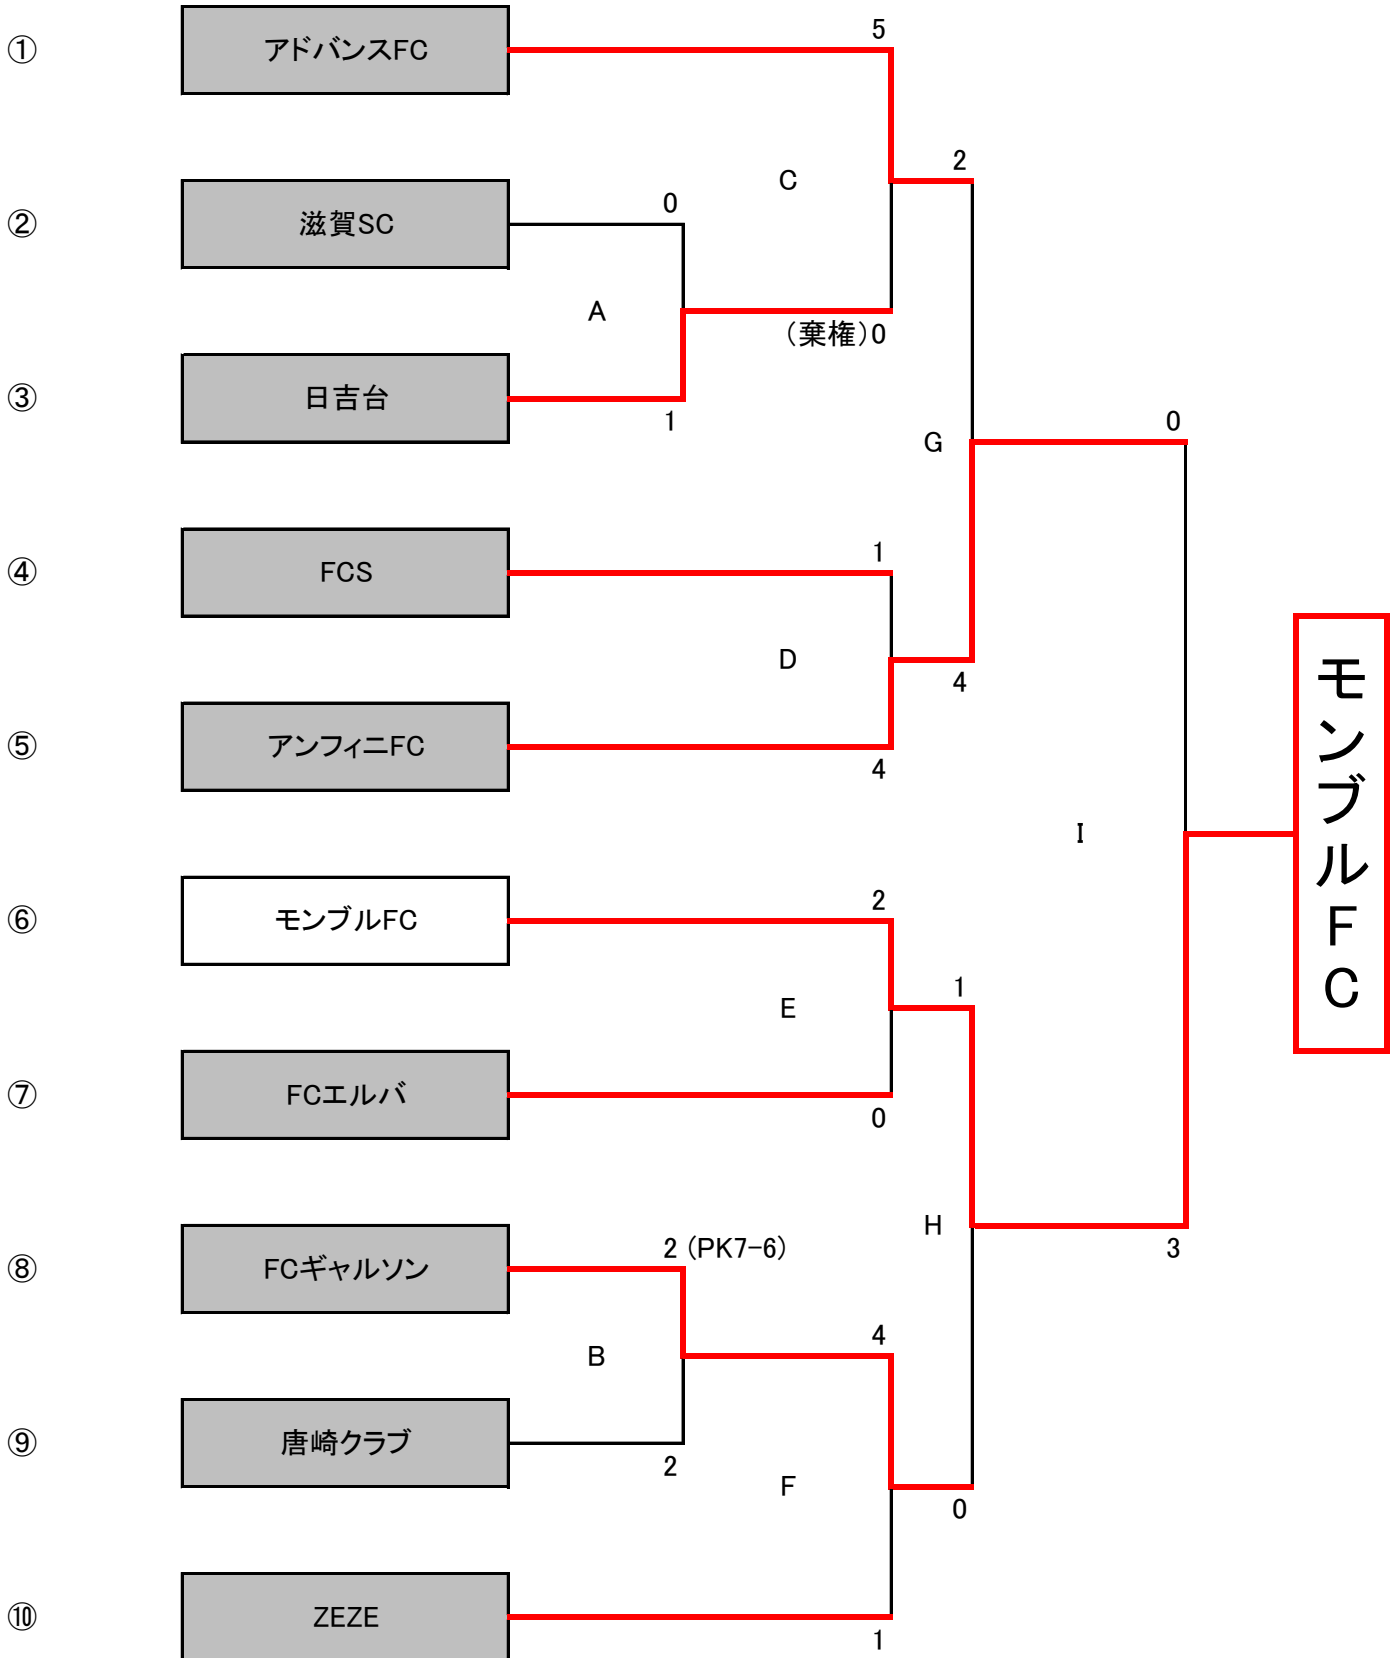 ① アドバンスFC 5
C 2
② 滋賀SC 0
A
(棄権)0
③ 日吉台 1
G 0
④ FCS 1
D 4
⑤ アンフィニFC 4
I
モンブルFC
⑥ モンブルFC 2
E 1
⑦ FCエルバ 0
H 3
⑧ FCギャルソン 2 (PK7-6)
B 4
⑨ 唐崎クラブ 2
F 0
⑩ ZEZE 1